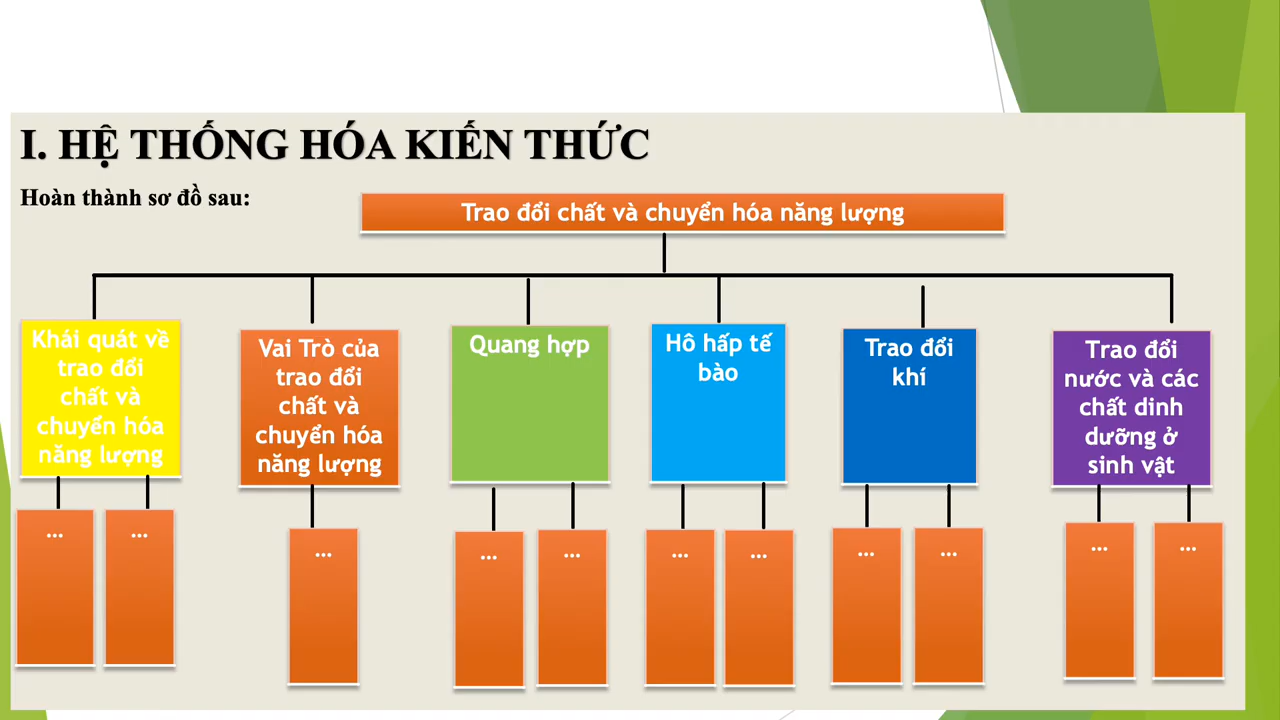 I. HỆ THỐNG HÓA KIẾN THỨC
Hoàn thành sơ đồ sau:
Trao đổi chất và chuyển hóa năng lượng
Khái quát về
trao đổi
chất và
chuyển hóa
năng lượng
Vai Trò của
trao đổi
chất và
chuyển hóa
năng lượng
Quang hợp
Hô hấp tế
bào
Trao đổi
khí
Trao đổi
nước và các
chất dinh
dưỡng ở
sinh vật
...
...
...
...
...
...
...
...
...
...
...